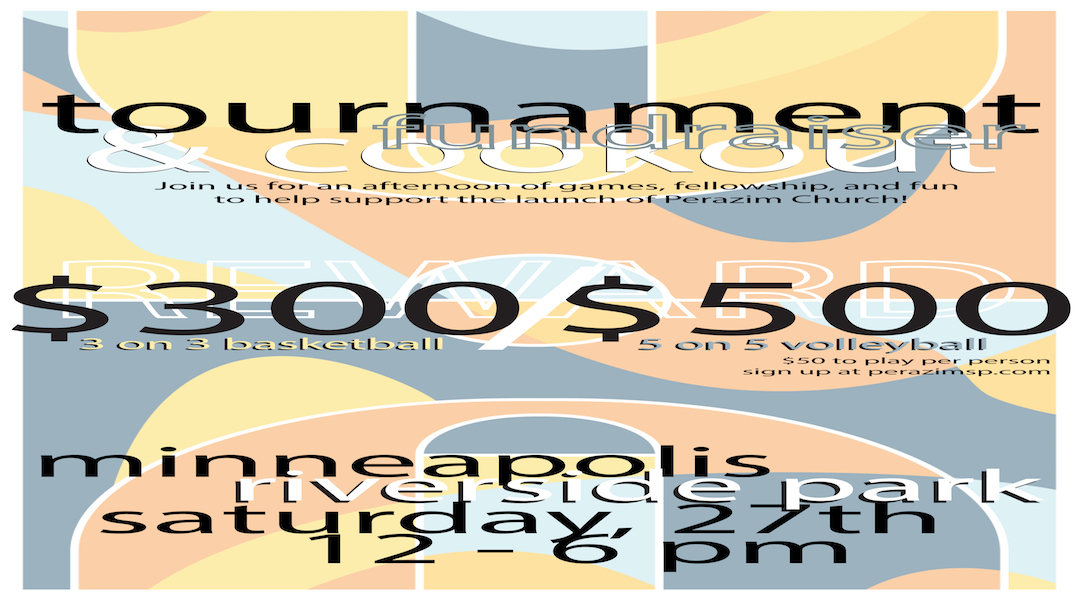 tournament
fundraiser
& cookout
Join us for an afternoon of games, fellowship, and fun
to help support the launch of Perazim Church!
REWARD
$300/$500
3 on 3 basketball
5 on 5 volleyball
$50 to play per person
sign up at perazimsp.com
minneapolis
riverside park
saturday, 27th
12 - 6 pm